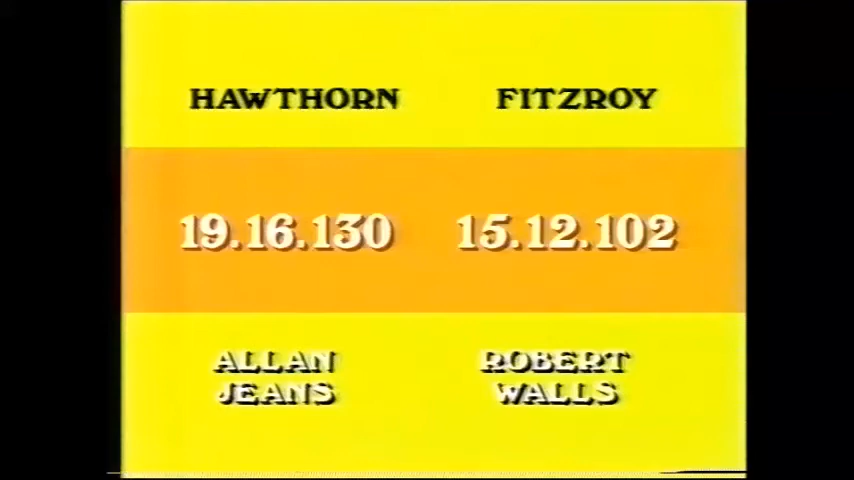 HAWTHORN FITZROY
19.16.130 15.12.102
ALLAN ROBERT
JEANS WALLS